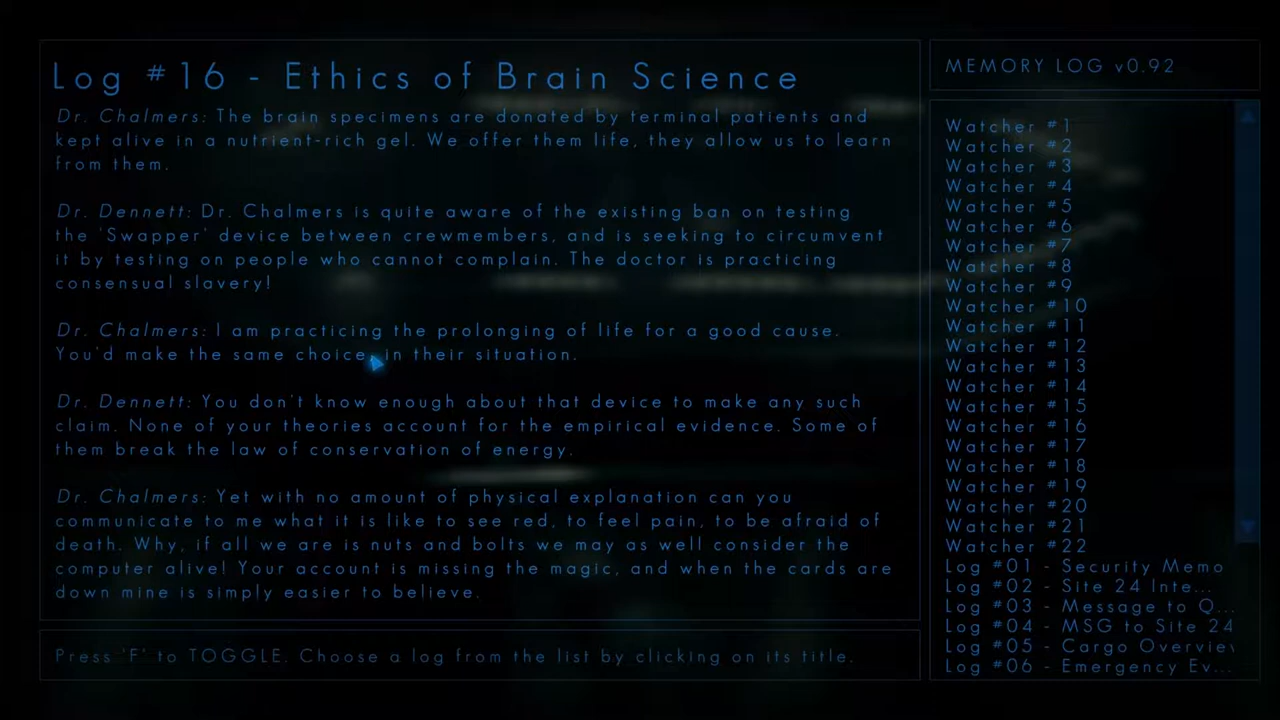 Log #16 - Ethics of Brain Science
Dr. Chalmers: The brain specimens are donated by terminal patients and
kept alive in a nutrient-rich gel. We offer them life, they allow us to learn
from them.
Dr. Dennett: Dr. Chalmers is quite aware of the existing ban on testing
the 'Swapper' device between crewmembers, and is seeking to circumvent
it by testing on people who cannot complain. The doctor is practicing
consensual slavery!
Dr. Chalmers: I am practicing the prolonging of life for a good cause.
You'd make the same choice, in their situation.
Dr. Dennett: You don't know enough about that device to make any such
claim. None of your theories account for the empirical evidence. Some of
them break the law of conservation of energy.
Dr. Chalmers: Yet with no amount of physical explanation can you
communicate to me what it is like to see red, to feel pain, to be afraid of
death. Why, if all we are is nuts and bolts we may as well consider the
computer alive! Your account is missing the magic, and when the cards are
down mine is simply easier to believe.
Press 'F' to TOGGLE. Choose a log from the list by clicking on its title.
MEMORY LOG v0.92
Watcher #1
Watcher #2
Watcher #3
Watcher #4
Watcher #5
Watcher #6
Watcher #7
Watcher #8
Watcher #9
Watcher #10
Watcher #11
Watcher #12
Watcher #13
Watcher #14
Watcher #15
Watcher #16
Watcher #17
Watcher #18
Watcher #19
Watcher #20
Watcher #21
Watcher #22
Log #01 - Security Memo
Log #02 - Site 24 Inte...
Log #03 - Message to Q...
Log #04 - MSG to Site 24
Log #05 - Cargo Overview
Log #06 - Emergency Ev...